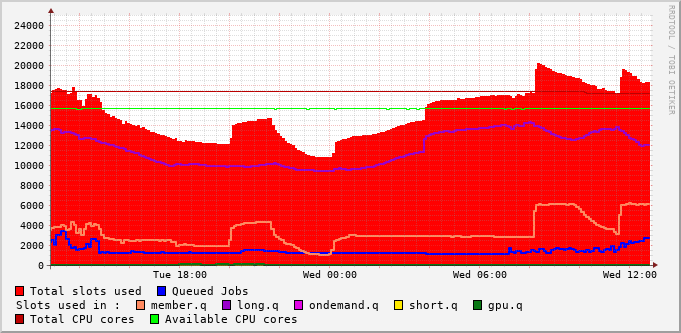 RRDTOOL / TOBI OETIKER
24000
22000
20000
18000
16000
14000
12000
10000
8000
6000
4000
2000
0
Tue 18:00 Wed 00:00 Wed 06:00 Wed 12:00
Total slots used Queued Jobs
Slots used in : member.q long.q ondemand.q short.q gpu.q
Total CPU cores Available CPU cores